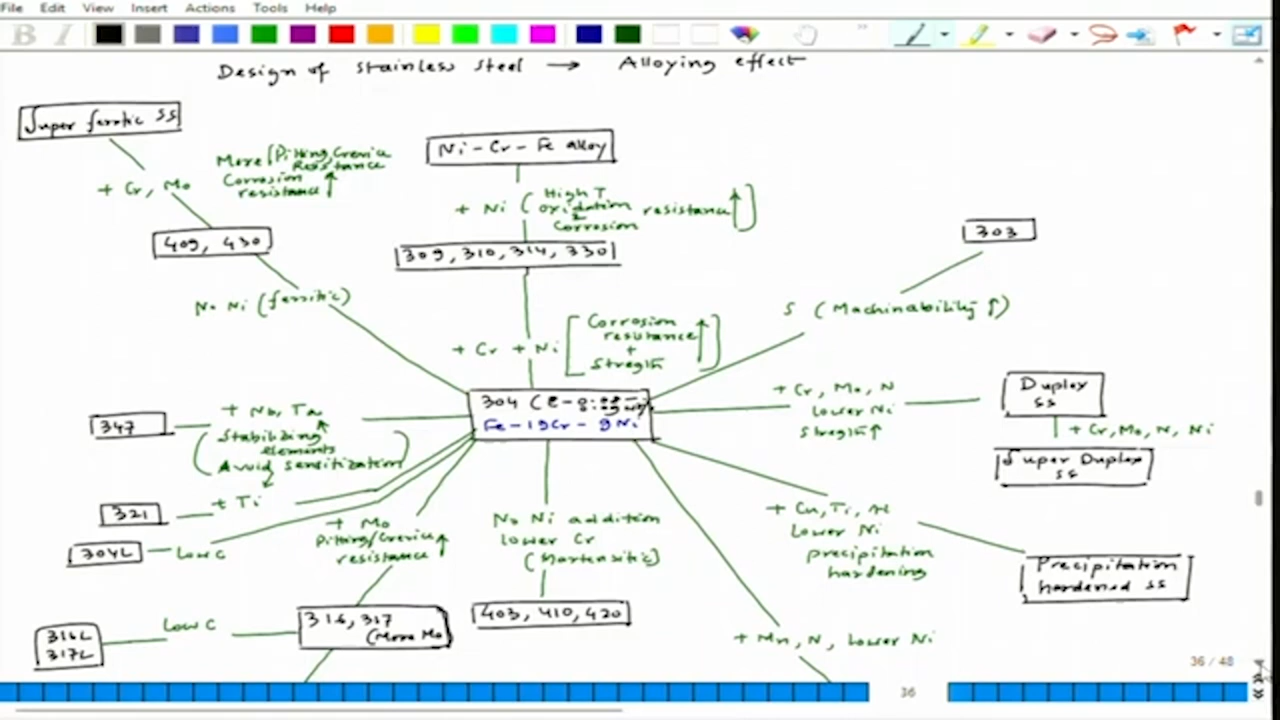 File Edit View Insert Actions Tools Help
B I
Design of stainless steel → Alloying effect
Super ferritic SS
+ Cr, Mo
More (Pitting, Crevice
Resistance
Corrosion
resistance ↑
409, 430
No Ni (ferritic)
Ni-Cr-Fe alloy
+ Ni (High T
oxidation
Corrosion
resistance ↑)
309, 310, 314, 330
+ Cr + Ni [Corrosion
resistance
+
Stregth ↑]
303
S (Machinability ↑)
304
Fe-19Cr-9Ni
+ Cr, Mo, N
lower Ni
Stregth ↑
Duplex
SS
+ Cr, Mo, N, Ni
Super Duplex
SS
347
+ Nb, Ta
(Stabilizing
elements
Avoid sensitization)
321
+ Ti
304L
Low C
+ Mo
Pitting/Crevice
resistance ↑
316, 317
(More Mo
Low C
316L
317L
No Ni addition
lower Cr
(Martensitic)
403, 410, 420
+ Cu, Ti, Al
Lower Ni
precipitation
hardening
Precipitation
hardened SS
+ Mn, N, Lower Ni
36 / 48
36